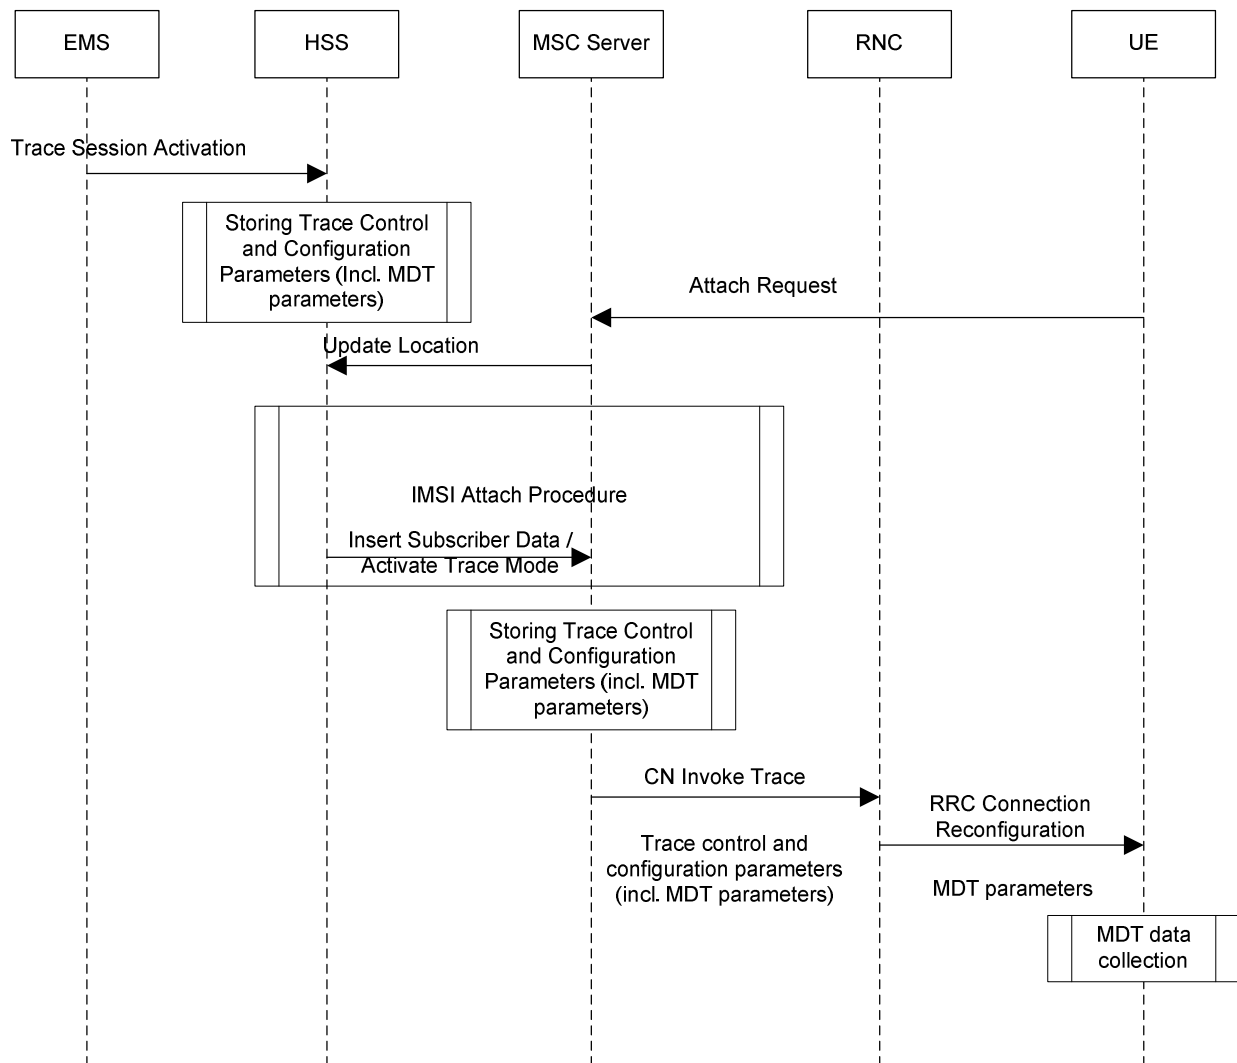 EMS
HSS
MSC Server
RNC
UE
Trace Session Activation
Storing Trace Control
and Configuration
Parameters (Incl. MDT
parameters)
Attach Request
Update Location
IMSI Attach Procedure
Insert Subscriber Data /
Activate Trace Mode
Storing Trace Control
and Configuration
Parameters (incl. MDT
parameters)
CN Invoke Trace
RRC Connection
Reconfiguration
Trace control and
configuration parameters
(incl. MDT parameters)
MDT parameters
MDT data
collection